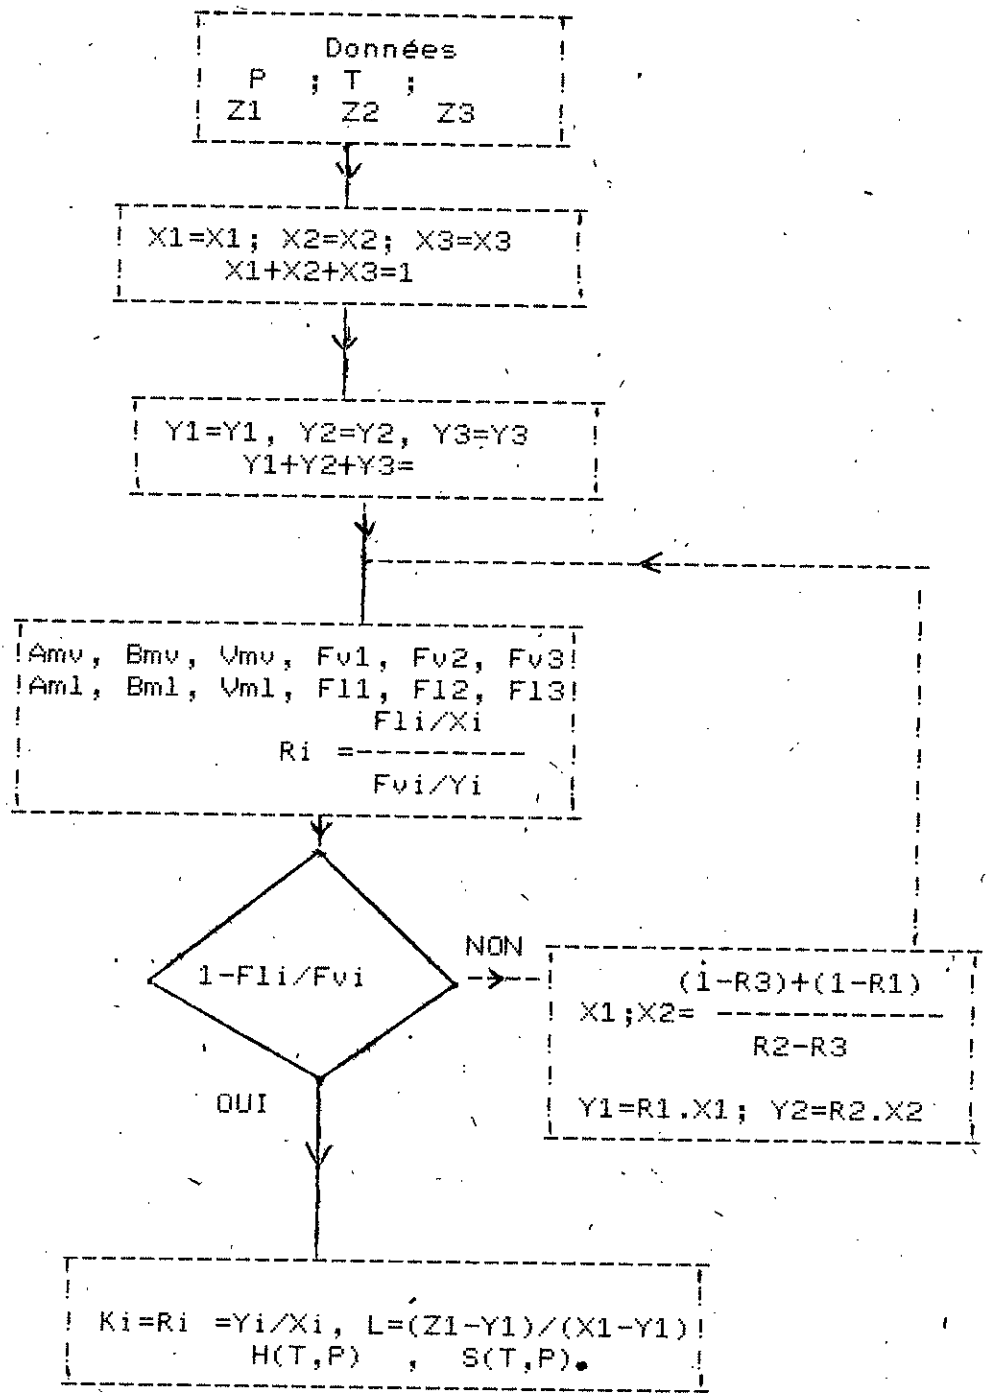 Données
P ; T ;
Z1 Z2 Z3
X1=X1; X2=X2; X3=X3
X1+X2+X3=1
Y1=Y1, Y2=Y2, Y3=Y3
Y1+Y2+Y3=
Amv, Bmv, Vmv, Fv1, Fv2, Fv3
Aml, Bml, Vml, Fl1, Fl2, Fl3
Fli/Xi
Ri =---------
Fvi/Yi
1-Fli/Fvi
NON
(1-R3)+(1-R1)
X1;X2= ------------
R2-R3
Y1=R1.X1; Y2=R2.X2
OUI
Ki=Ri =Yi/Xi, L=(Z1-Y1)/(X1-Y1)
H(T,P) , S(T,P).